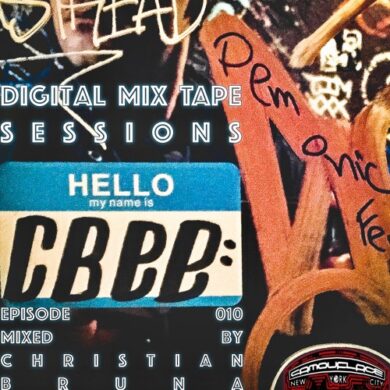 DIGITAL MIX TAPE
SESSIONS
Dem
onic
Fe
HELLO
my name is
CBEE:
EPISODE 010
MIXED BY
CHRISTIAN
BRUNA
CAMOUFLAGE
NEW YORK CITY